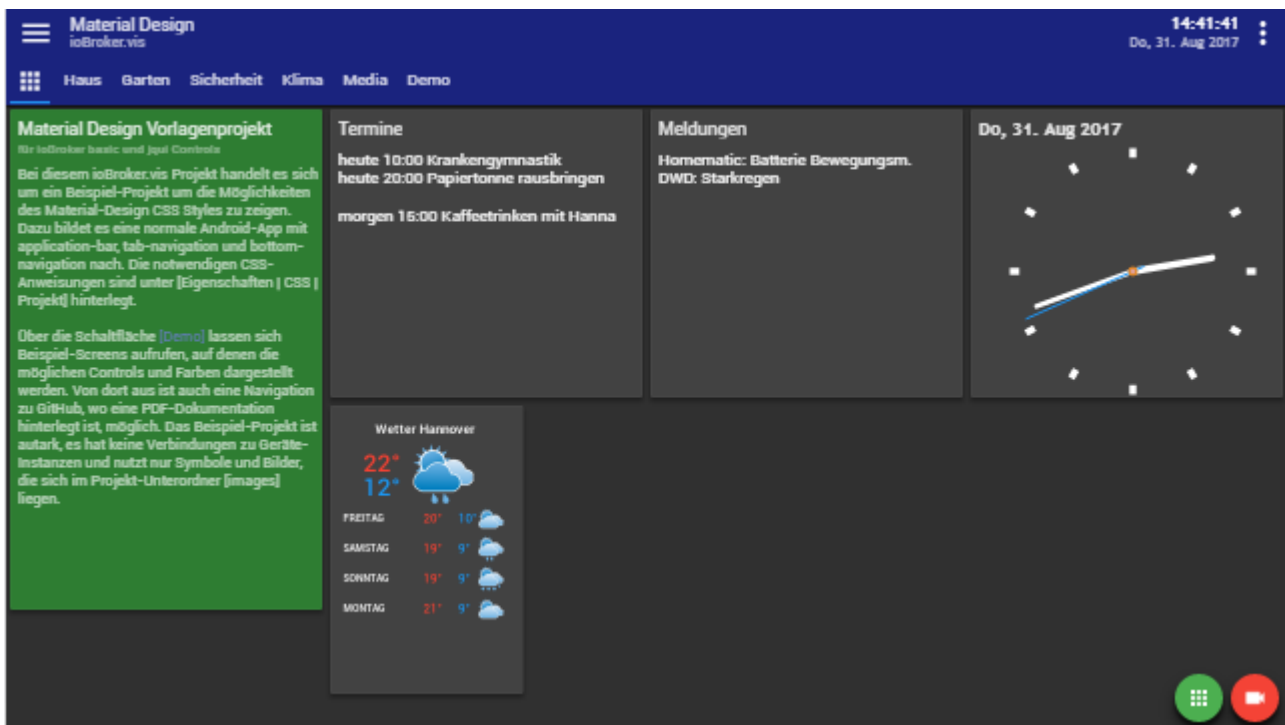 Material Design
ioBroker.vis
14:41:41
Do, 31. Aug 2017
Haus Garten Sicherheit Klima Media Demo
Material Design Vorlagenprojekt
für ioBroker basic und jqui Controls
Bei diesem ioBroker.vis Projekt handelt es sich
um ein Beispiel-Projekt um die Möglichkeiten
des Material-Design CSS Styles zu zeigen.
Dazu bildet es eine normale Android-App mit
application-bar, tab-navigation und bottom-
navigation nach. Die notwendigen CSS-
Anweisungen sind unter [Eigenschaften | CSS |
Projekt] hinterlegt.
Über die Schaltfläche [Demo] lassen sich
Beispiel-Screens aufrufen, auf denen die
möglichen Controls und Farben dargestellt
werden. Von dort aus ist auch eine Navigation
zu GitHub, wo eine PDF-Dokumentation
hinterlegt ist, möglich. Das Beispiel-Projekt ist
autark, es hat keine Verbindungen zu Geräte-
Instanzen und nutzt nur Symbole und Bilder,
die sich im Projekt-Unterordner [images]
liegen.
Termine
heute 10:00 Krankengymnastik
heute 20:00 Papiertonne rausbringen
morgen 15:00 Kaffeetrinken mit Hanna
Meldungen
Homematic: Batterie Bewegungsm.
DWD: Starkregen
Do, 31. Aug 2017
Wetter Hannover
22°
12°
FREITAG 20° 10°
SAMSTAG 19° 9°
SONNTAG 19° 9°
MONTAG 21° 9°